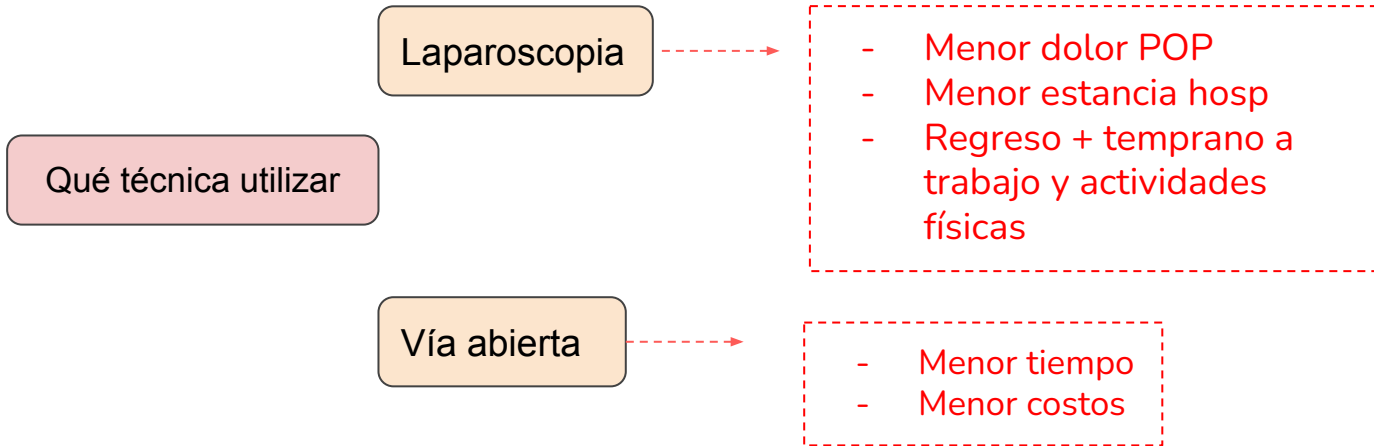 Qué técnica utilizar
Laparoscopia
- Menor dolor POP
- Menor estancia hosp
- Regreso + temprano a
trabajo y actividades
físicas
Vía abierta
- Menor tiempo
- Menor costos